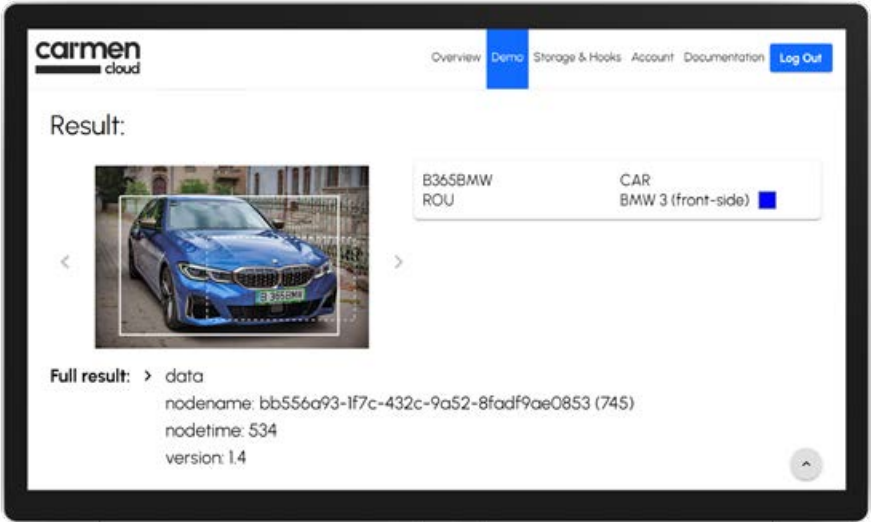 carmen
cloud
Overview Demo Storage & Hooks Account Documentation Log Out
Result:
B365BMW CAR
ROU BMW 3 (front-side)
B 365BMW
Full result: > data
nodename: bb556a93-1f7c-432c-9a52-8fadf9ae0853 (745)
nodetime: 534
version: 1.4